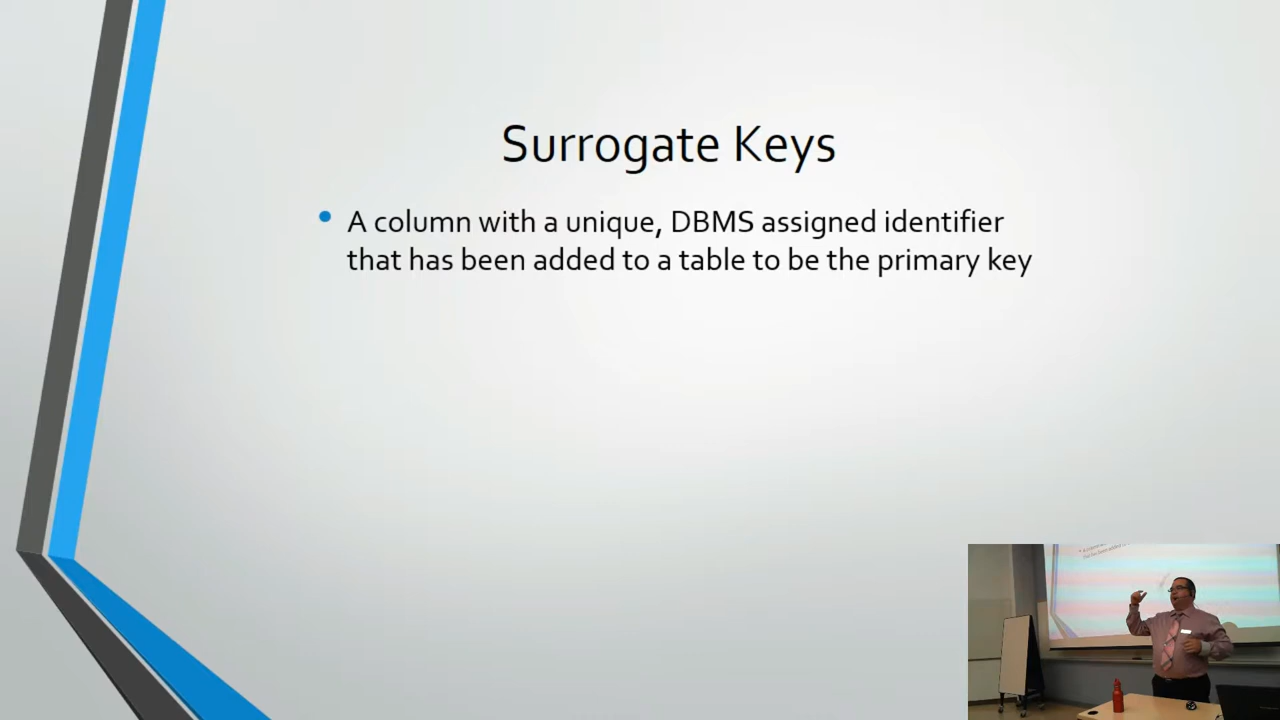 Surrogate Keys
• A column with a unique, DBMS assigned identifier
that has been added to a table to be the primary key